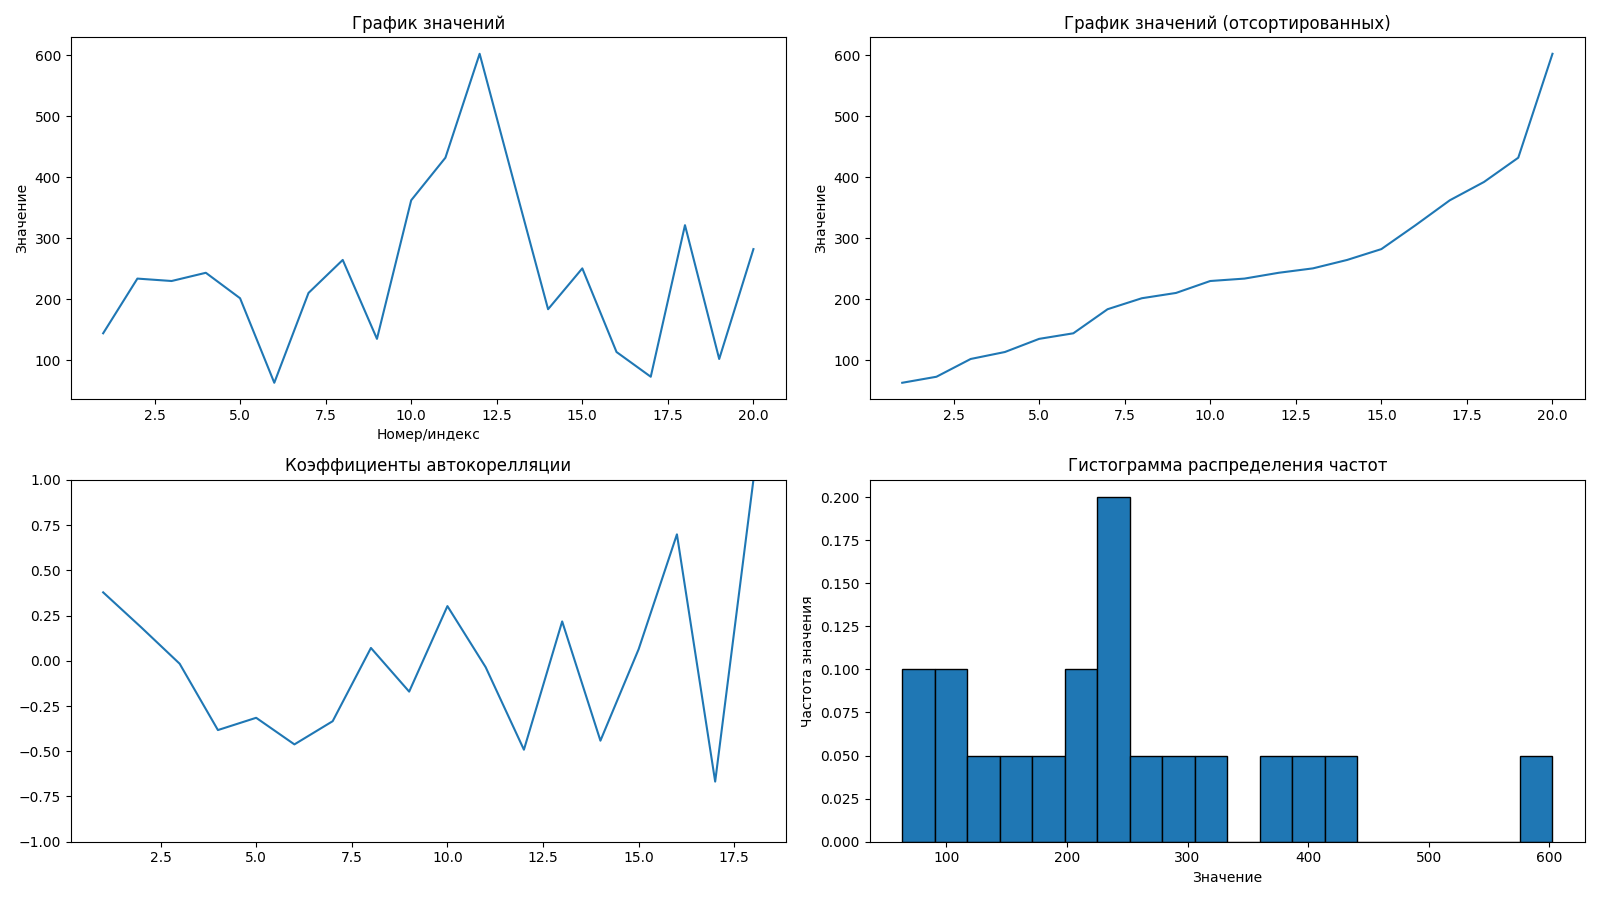 График значений
600
500
400
300
200
100
Значение
2.5 5.0 7.5 10.0 12.5 15.0 17.5 20.0
Номер/индекс
График значений (отсортированных)
600
500
400
300
200
100
Значение
2.5 5.0 7.5 10.0 12.5 15.0 17.5 20.0
Коэффициенты автокорелляции
1.00
0.75
0.50
0.25
0.00
−0.25
−0.50
−0.75
−1.00
2.5 5.0 7.5 10.0 12.5 15.0 17.5
Гистограмма распределения частот
0.200
0.175
0.150
0.125
0.100
0.075
0.050
0.025
0.000
Частота значения
100 200 300 400 500 600
Значение